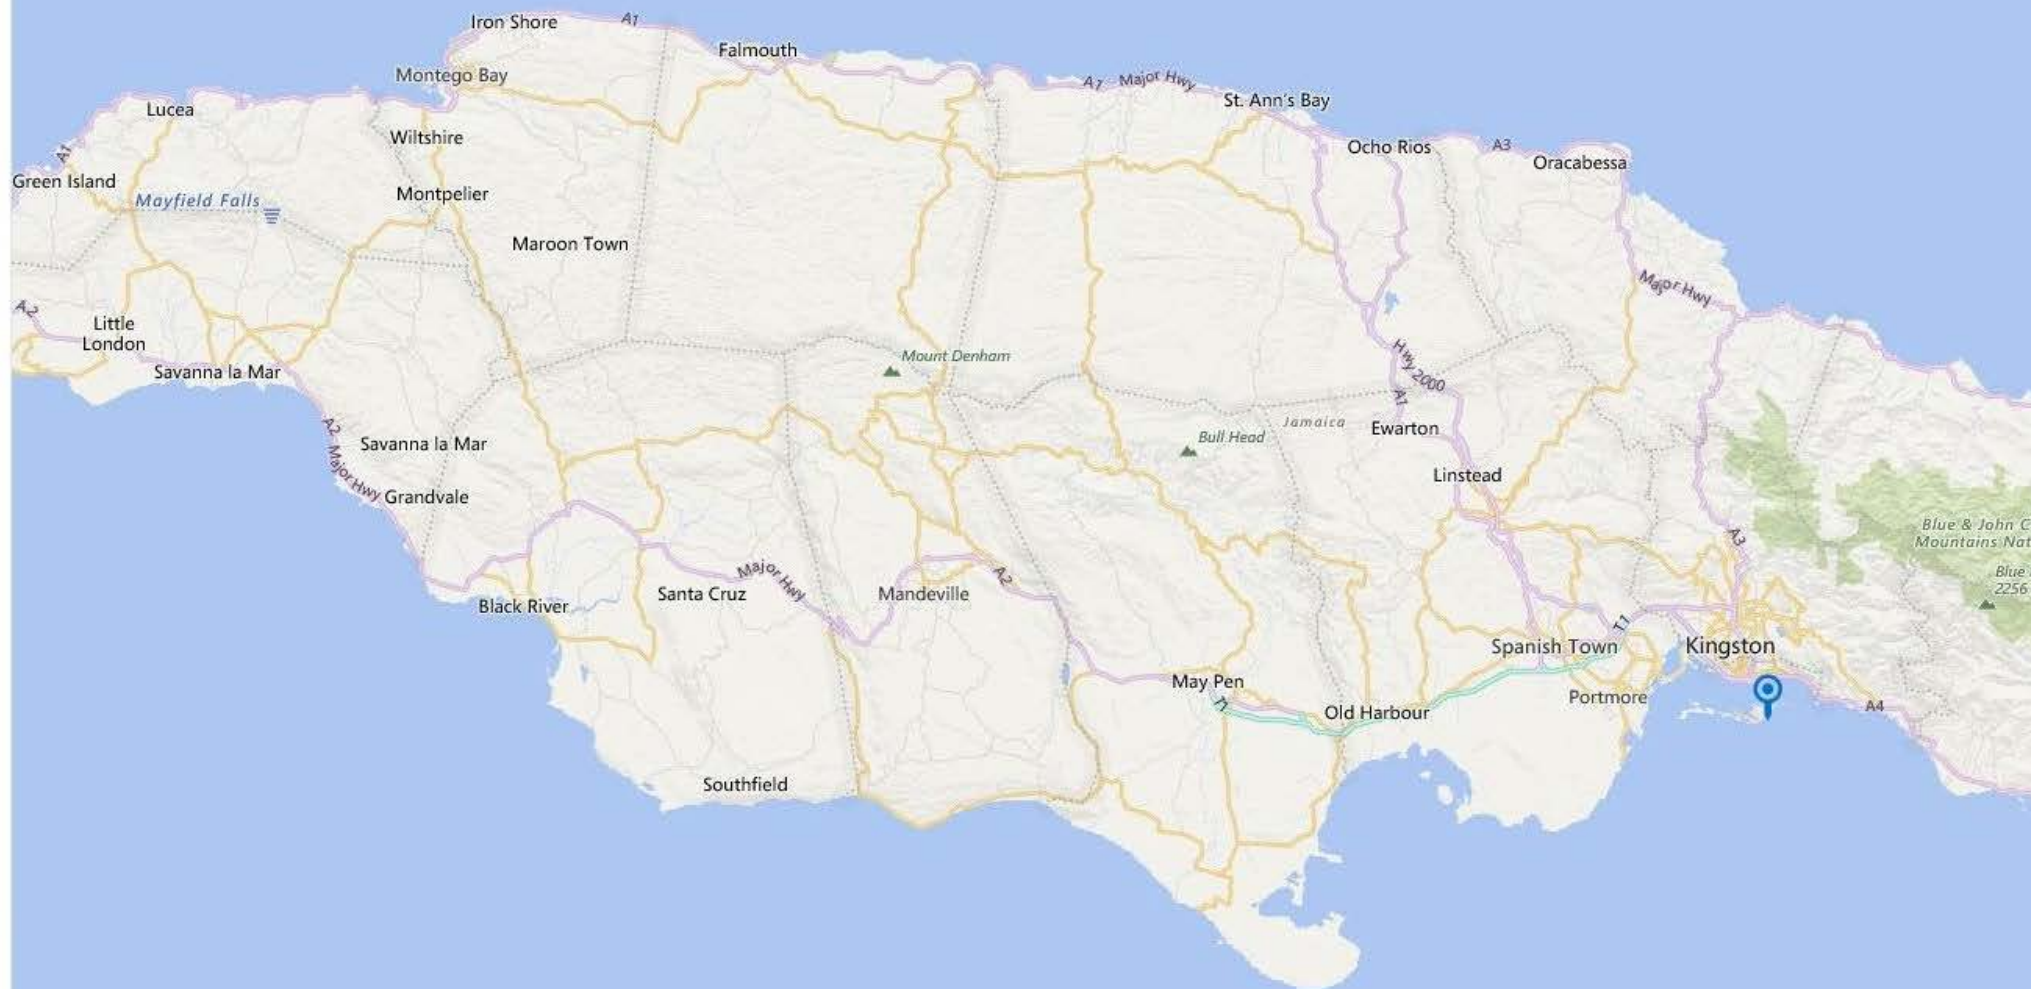 Iron Shore
A1
Falmouth
Montego Bay
A1
Major Hwy
St. Ann's Bay
Lucea
Wiltshire
Ocho Rios
A3
Oracabessa
A1
Green Island
Mayfield Falls
Montpelier
Maroon Town
Major Hwy
A2
Little
London
Savanna la Mar
Mount Denham
Hwy 2000
A1
A2
Major Hwy
Savanna la Mar
Grandvale
Bull Head
Jamaica
Ewarton
Linstead
Blue & John C
Mountains Nat
A3
Blue
2256
Major Hwy
A2
Black River
Santa Cruz
Mandeville
T1
Spanish Town
Kingston
May Pen
T1
Old Harbour
Portmore
A4
Southfield